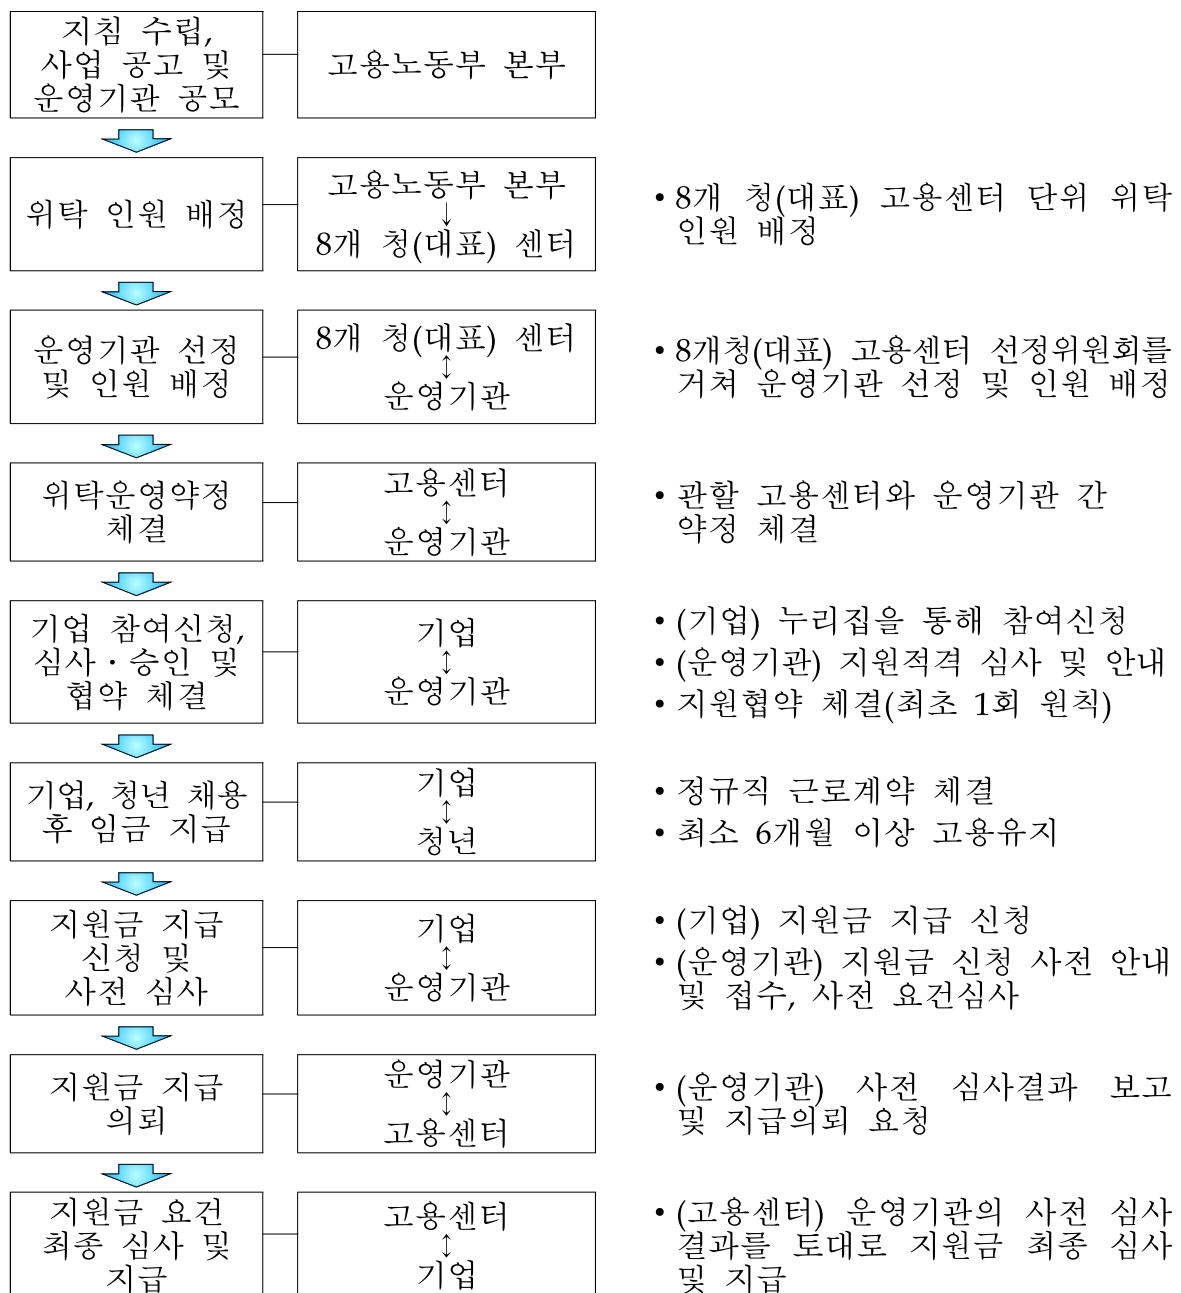 지침 수립,
사업 공고 및
운영기관 공모
고용노동부 본부
위탁 인원 배정
고용노동부 본부
↓
8개 청(대표) 센터
• 8개 청(대표) 고용센터 단위 위탁
인원 배정
운영기관 선정
및 인원 배정
8개 청(대표) 센터
↕
운영기관
• 8개청(대표) 고용센터 선정위원회를
거쳐 운영기관 선정 및 인원 배정
위탁운영약정
체결
고용센터
↕
운영기관
• 관할 고용센터와 운영기관 간
약정 체결
기업 참여신청,
심사 · 승인 및
협약 체결
기업
↕
운영기관
• (기업) 누리집을 통해 참여신청
• (운영기관) 지원적격 심사 및 안내
• 지원협약 체결(최초 1회 원칙)
기업, 청년 채용
후 임금 지급
기업
↕
청년
• 정규직 근로계약 체결
• 최소 6개월 이상 고용유지
지원금 지급
신청 및
사전 심사
기업
↕
운영기관
• (기업) 지원금 지급 신청
• (운영기관) 지원금 신청 사전 안내
및 접수, 사전 요건심사
지원금 지급
의뢰
운영기관
↕
고용센터
• (운영기관) 사전 심사결과 보고
및 지급의뢰 요청
지원금 요건
최종 심사 및
지급
고용센터
↕
기업
• (고용센터) 운영기관의 사전 심사
결과를 토대로 지원금 최종 심사
및 지급